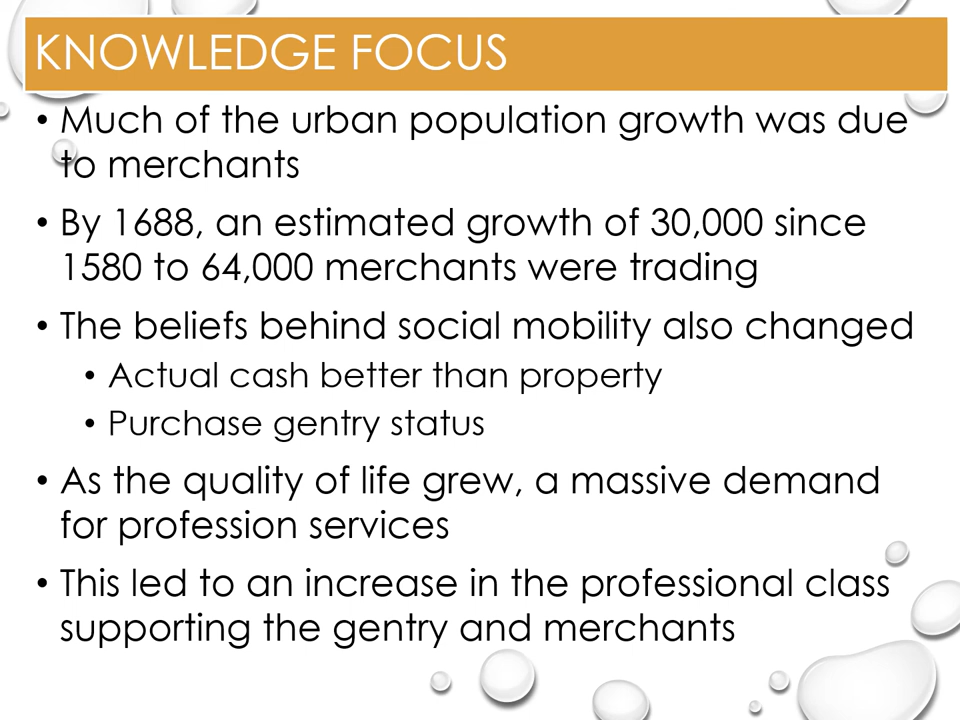 KNOWLEDGE FOCUS
• Much of the urban population growth was due
to merchants
• By 1688, an estimated growth of 30,000 since
1580 to 64,000 merchants were trading
• The beliefs behind social mobility also changed
• Actual cash better than property
• Purchase gentry status
• As the quality of life grew, a massive demand
for profession services
• This led to an increase in the professional class
supporting the gentry and merchants